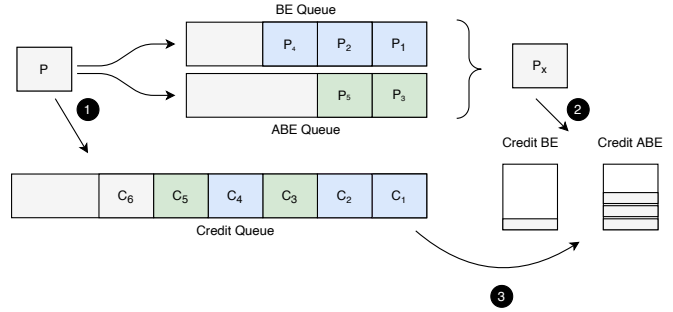 BE Queue
P
P₄ P₂ P₁
Pₓ
P₅ P₃
1
2
ABE Queue
Credit BE Credit ABE
C₆ C₅ C₄ C₃ C₂ C₁
Credit Queue
3